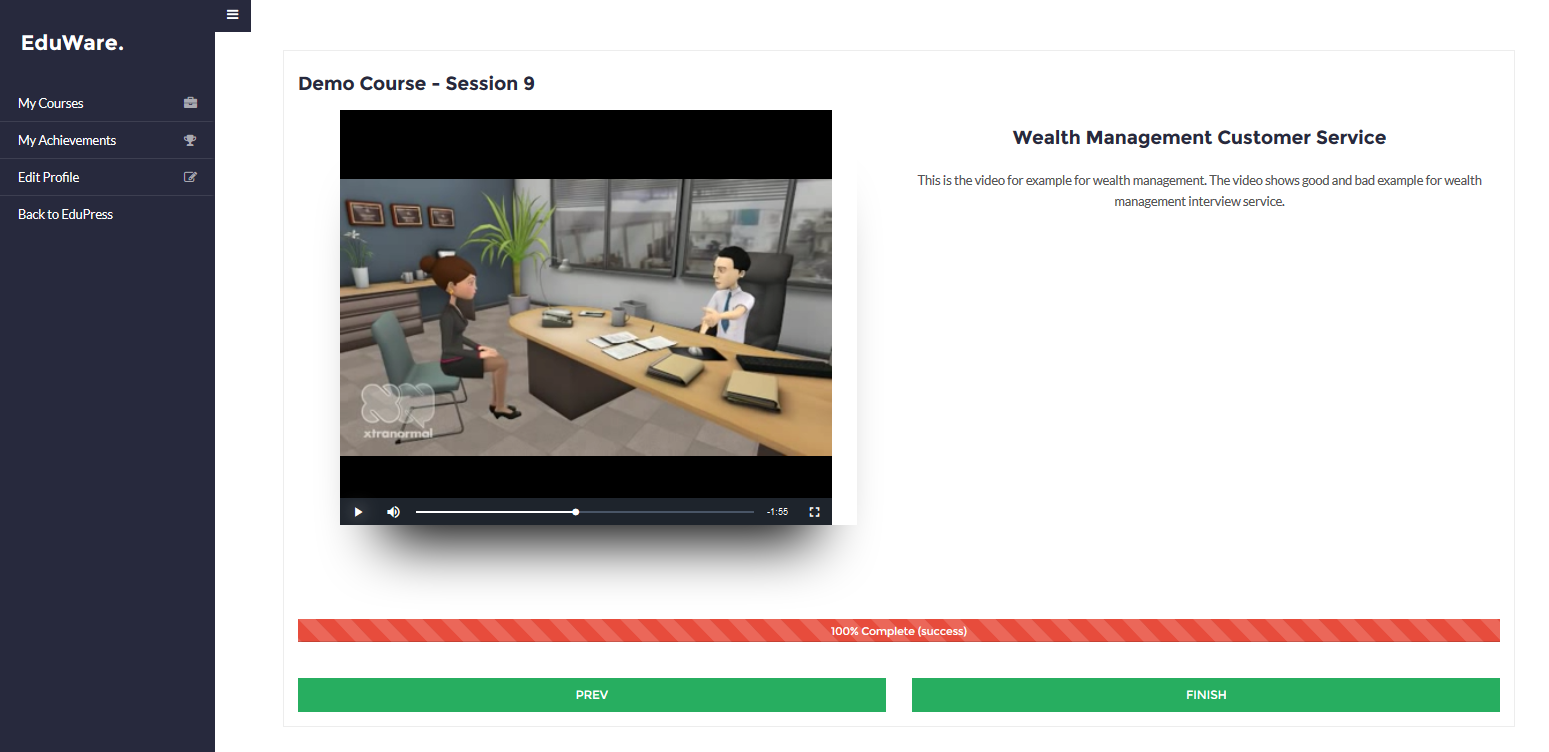 EduWare.
My Courses
My Achievements
Edit Profile
Back to EduPress
Demo Course - Session 9
xtranormal
-1:55
Wealth Management Customer Service
This is the video for example for wealth management. The video shows good and bad example for wealth
management interview service.
100% Complete (success)
PREV
FINISH